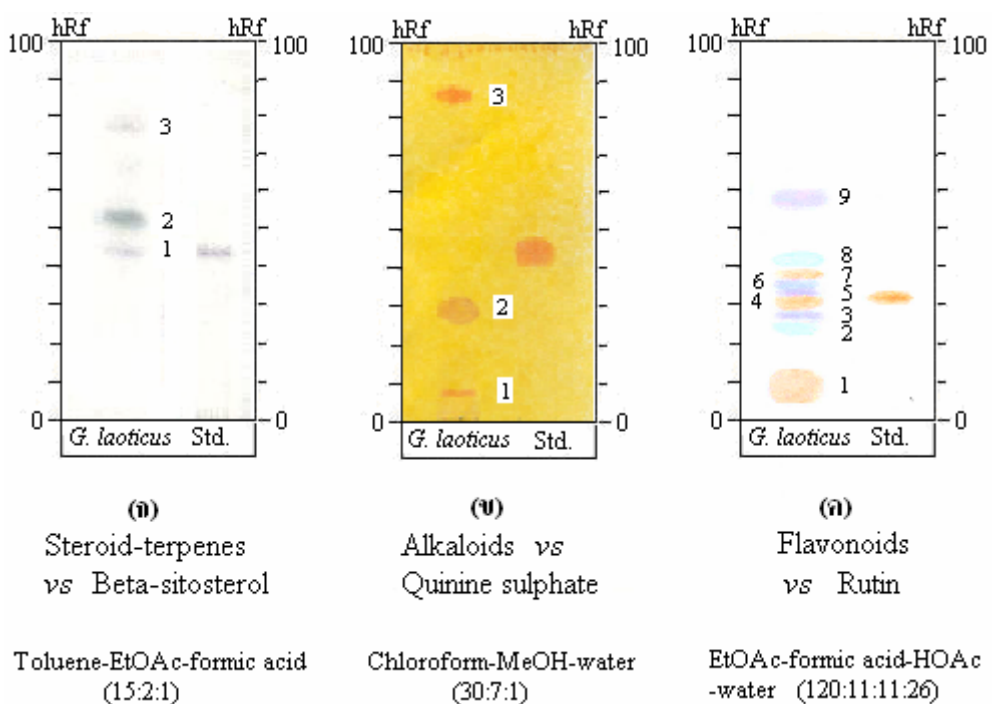 hRf hRf
100 100
3
2
1
0 0
G. laoticus Std.
(ก)
Steroid-terpenes
vs Beta-sitosterol
Toluene-EtOAc-formic acid
(15:2:1)
hRf hRf
100 100
3
2
1
0 0
G. laoticus Std.
(ข)
Alkaloids vs
Quinine sulphate
Chloroform-MeOH-water
(30:7:1)
hRf hRf
100 100
9
8
7
6
5
4
3
2
1
0 0
G. laoticus Std.
(ค)
Flavonoids
vs Rutin
EtOAc-formic acid-HOAc
-water (120:11:11:26)